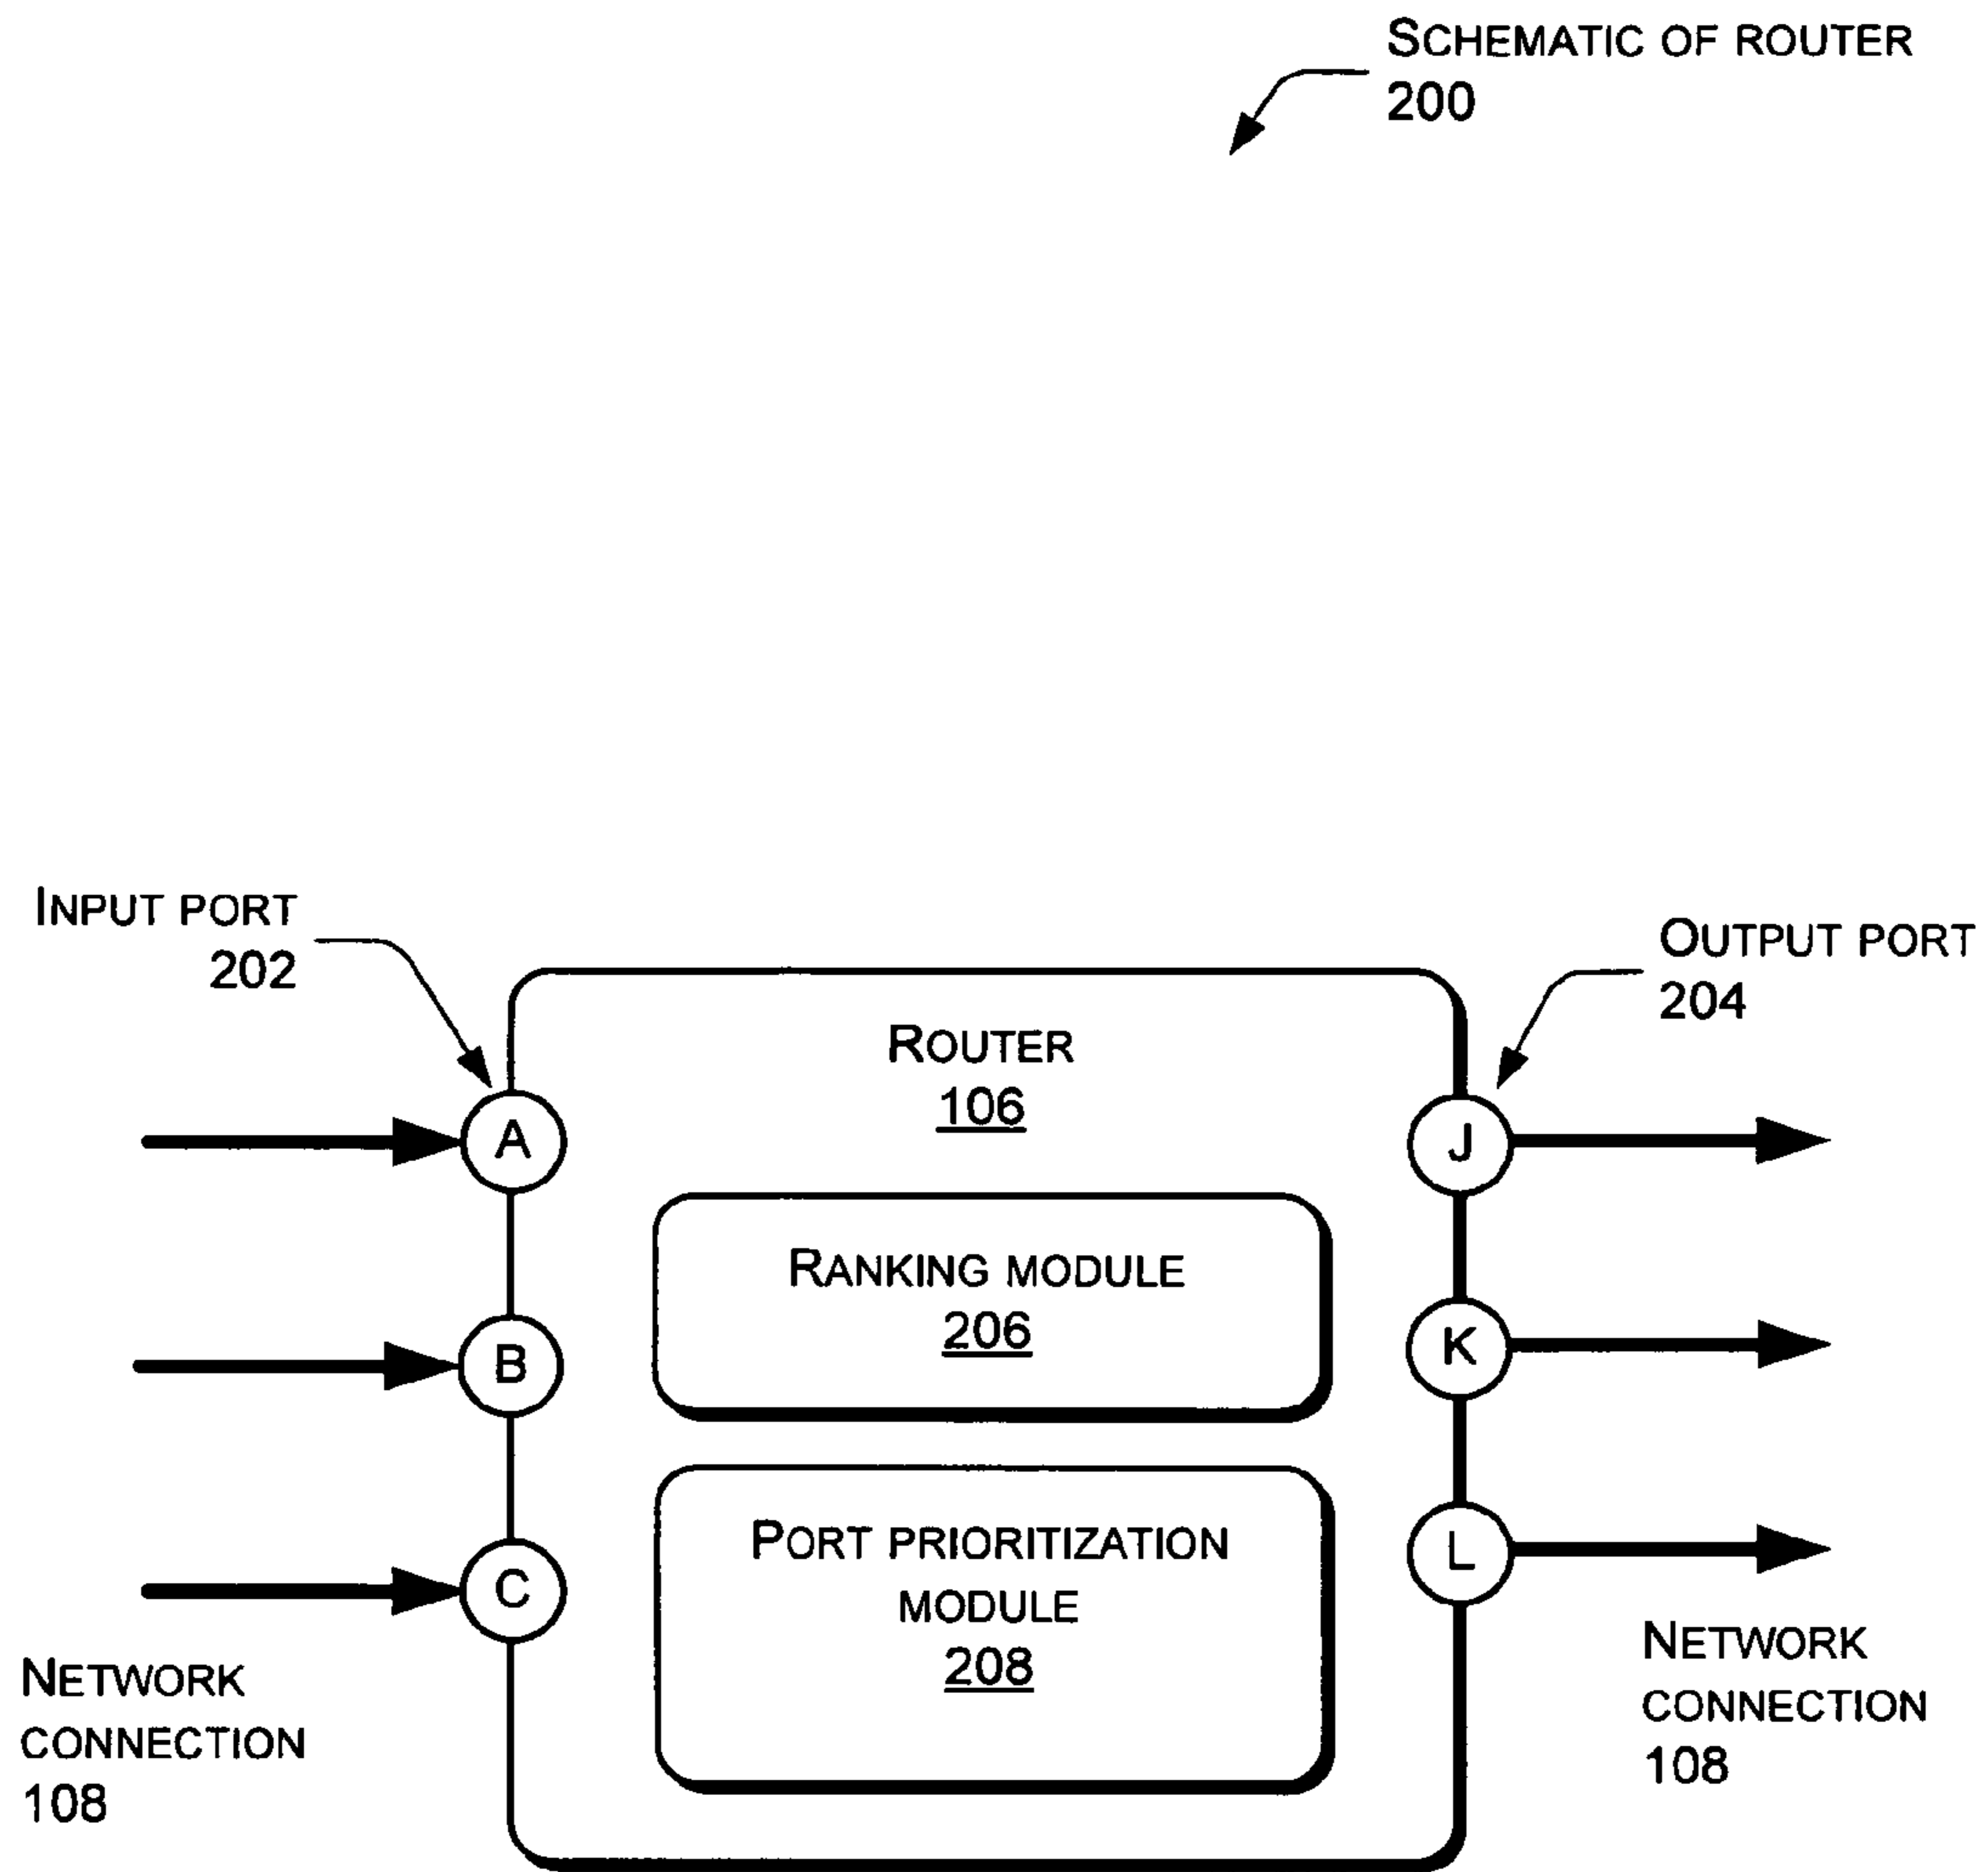 SCHEMATIC OF ROUTER
200
INPUT PORT
202
OUTPUT PORT
204
ROUTER
106
A
J
RANKING MODULE
206
B
K
PORT PRIORITIZATION
MODULE
208
C
L
NETWORK
CONNECTION
108
NETWORK
CONNECTION
108